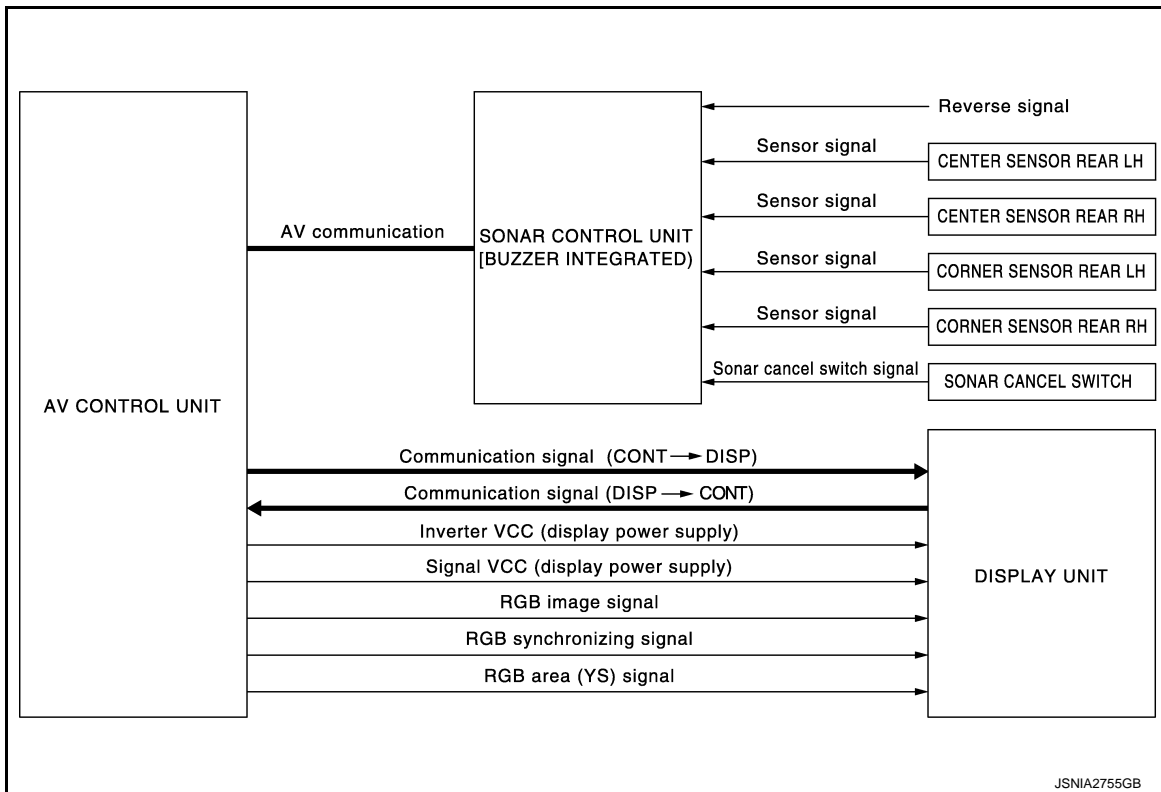 Reverse signal
Sensor signal
CENTER SENSOR REAR LH
Sensor signal
CENTER SENSOR REAR RH
AV communication
SONAR CONTROL UNIT
[BUZZER INTEGRATED)
Sensor signal
CORNER SENSOR REAR LH
Sensor signal
CORNER SENSOR REAR RH
Sonar cancel switch signal
SONAR CANCEL SWITCH
AV CONTROL UNIT
Communication signal (CONT → DISP)
Communication signal (DISP → CONT)
Inverter VCC (display power supply)
Signal VCC (display power supply)
DISPLAY UNIT
RGB image signal
RGB synchronizing signal
RGB area (YS) signal
JSNIA2755GB